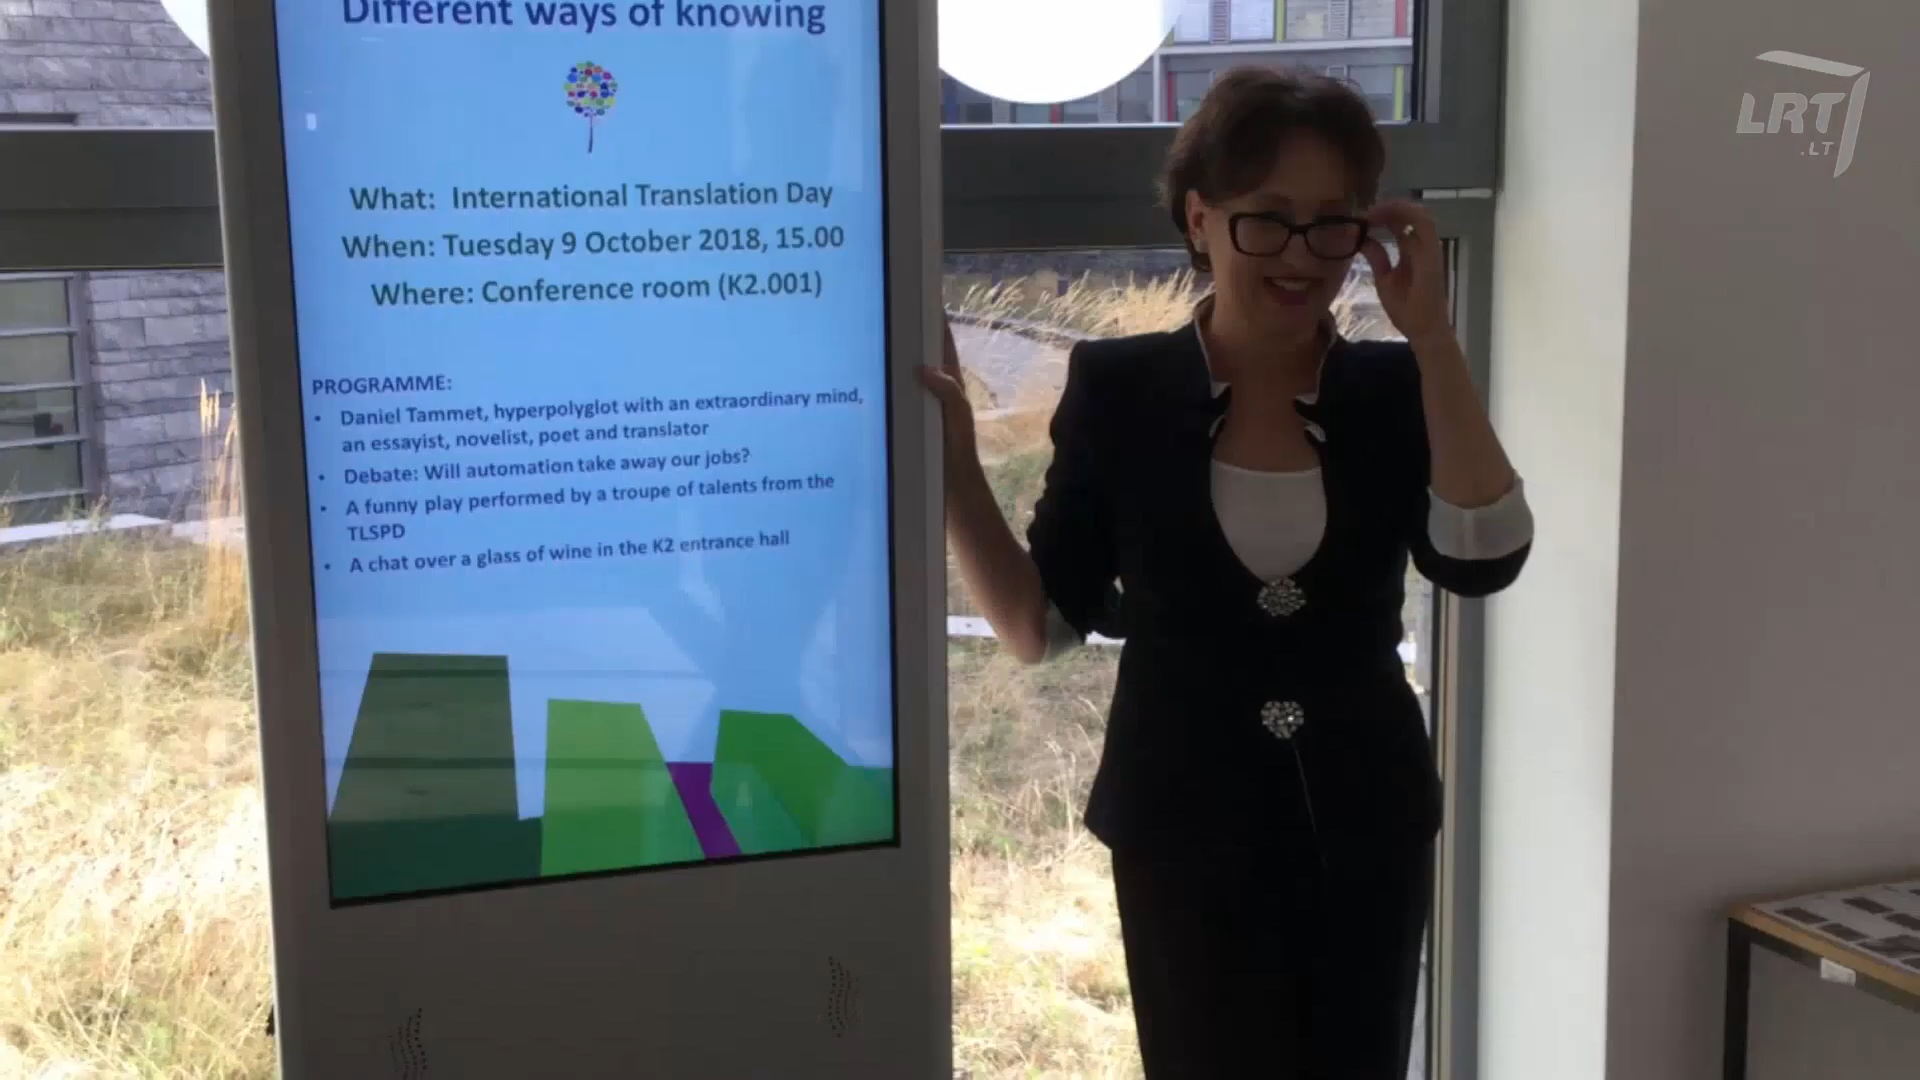 Different ways of knowing
What: International Translation Day
When: Tuesday 9 October 2018, 15.00
Where: Conference room (K2.001)
PROGRAMME:
• Daniel Tammet, hyperpolyglot with an extraordinary mind,
an essayist, novelist, poet and translator
• Debate: Will automation take away our jobs?
• A funny play performed by a troupe of talents from the
TLSPD
• A chat over a glass of wine in the K2 entrance hall
LRT
.LT